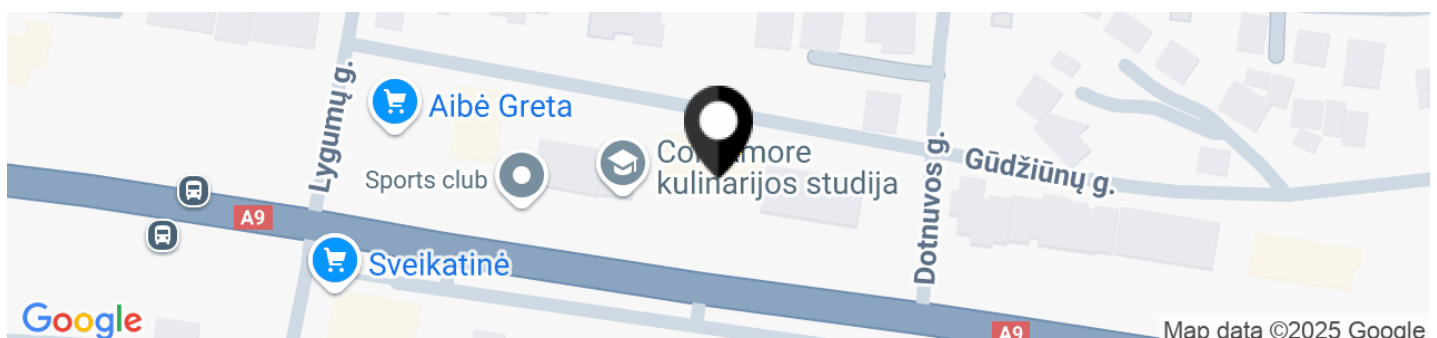 Lygumų g.
Aibė Greta
Sports club
kulinarijos studija
A9
Sveikatinė
Dotnuvos g.
Gūdžiūnų g.
A9
Google
Map data ©2025 Google